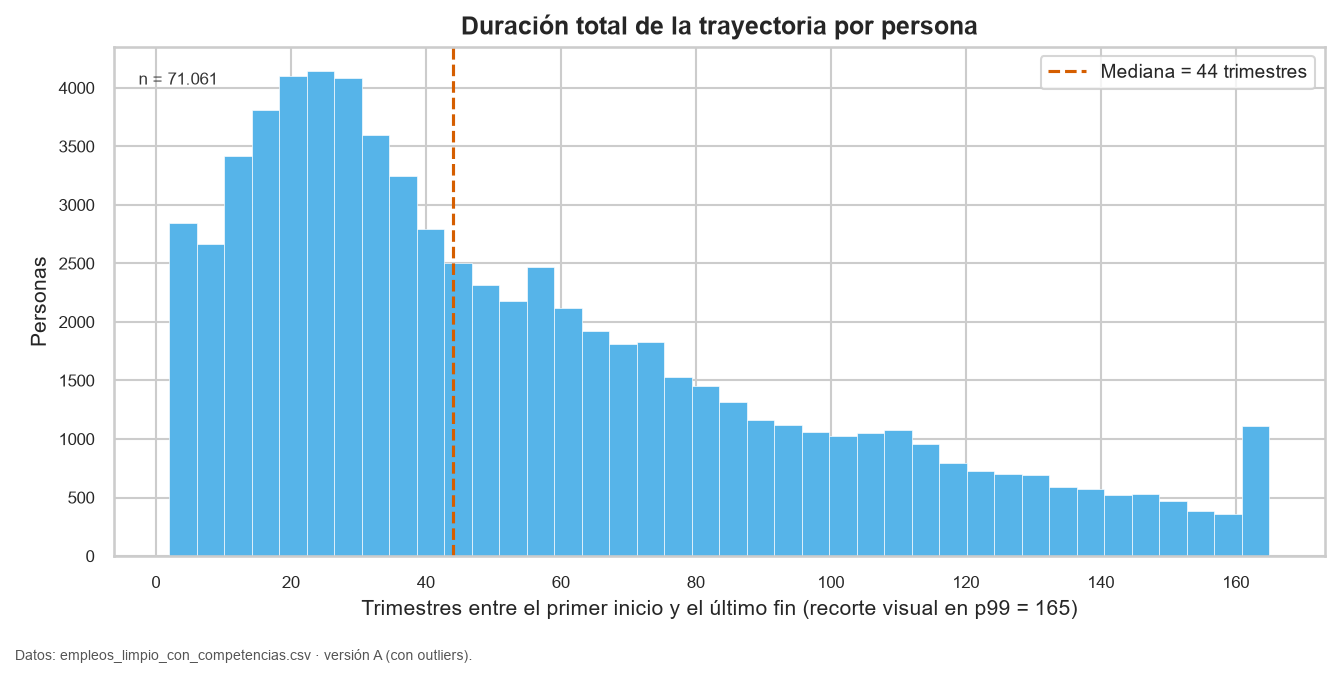 Duración total de la trayectoria por persona
n = 71.061
Mediana = 44 trimestres
Personas
4000
3500
3000
2500
2000
1500
1000
500
0
0 20 40 60 80 100 120 140 160
Trimestres entre el primer inicio y el último fin (recorte visual en p99 = 165)
Datos: empleos_limpio_con_competencias.csv · versión A (con outliers).